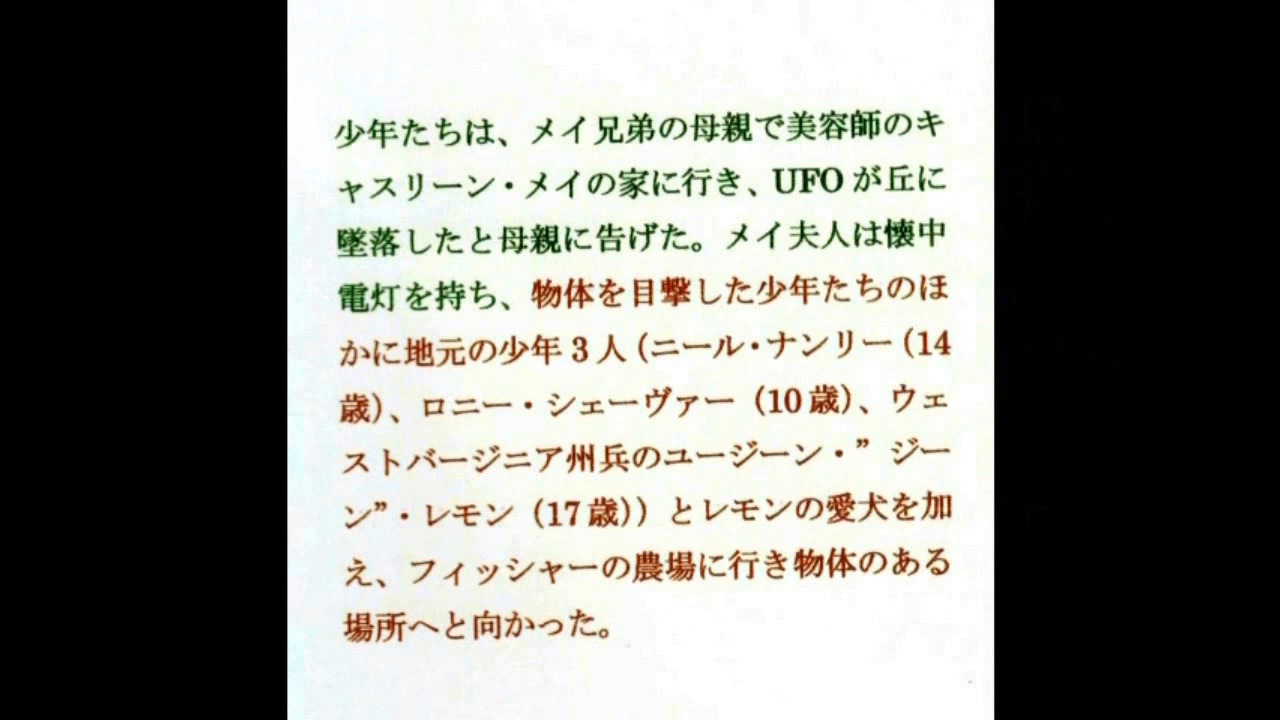 少年たちは、メイ兄弟の母親で美容師のキ
ャスリーン・メイの家に行き、UFOが丘に
墜落したと母親に告げた。メイ夫人は懐中
電灯を持ち、物体を目撃した少年たちのほ
かに地元の少年3人（ニール・ナンリー（14
歳）、ロニー・シェーヴァー（10歳）、ウェ
ストバージニア州兵のユージーン・”ジー
ン”・レモン（17歳））とレモンの愛犬を加
え、フィッシャーの農場に行き物体のある
場所へと向かった。